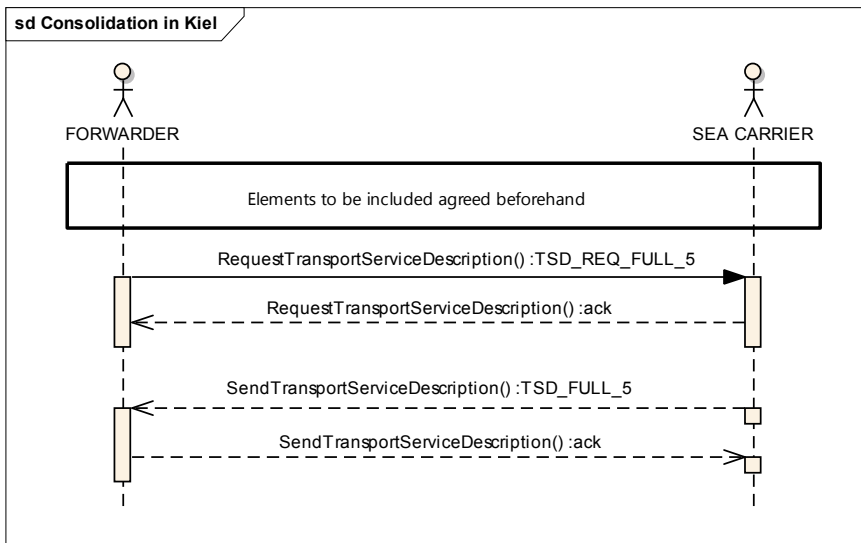 sd Consolidation in Kiel
FORWARDER
SEA CARRIER
Elements to be included agreed beforehand
RequestTransportServiceDescription() :TSD_REQ_FULL_5
RequestTransportServiceDescription() :ack
SendTransportServiceDescription() :TSD_FULL_5
SendTransportServiceDescription() :ack